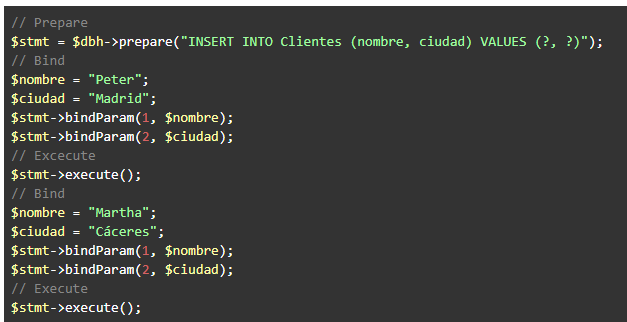 // Prepare
$stmt = $dbh->prepare("INSERT INTO Clientes (nombre, ciudad) VALUES (?, ?)");
// Bind
$nombre = "Peter";
$ciudad = "Madrid";
$stmt->bindParam(1, $nombre);
$stmt->bindParam(2, $ciudad);
// Excecute
$stmt->execute();
// Bind
$nombre = "Martha";
$ciudad = "Cáceres";
$stmt->bindParam(1, $nombre);
$stmt->bindParam(2, $ciudad);
// Execute
$stmt->execute();